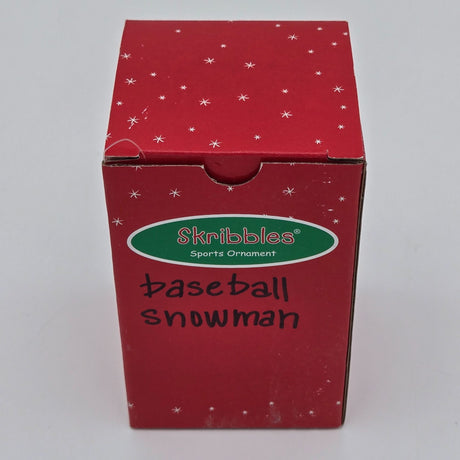 Skribbles®
Sports Ornament
baseball
snowman